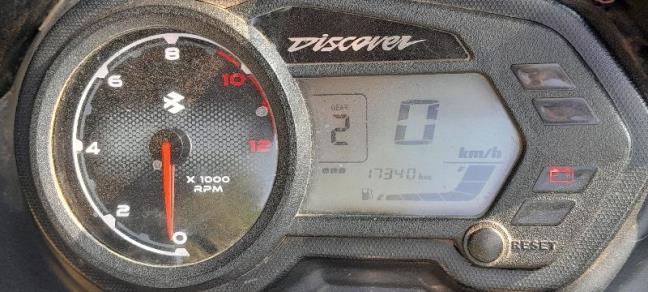 Discover
8
6
10
4
12
2
0
X 1000
RPM
GEAR
2
0
km/h
17340 km
RESET